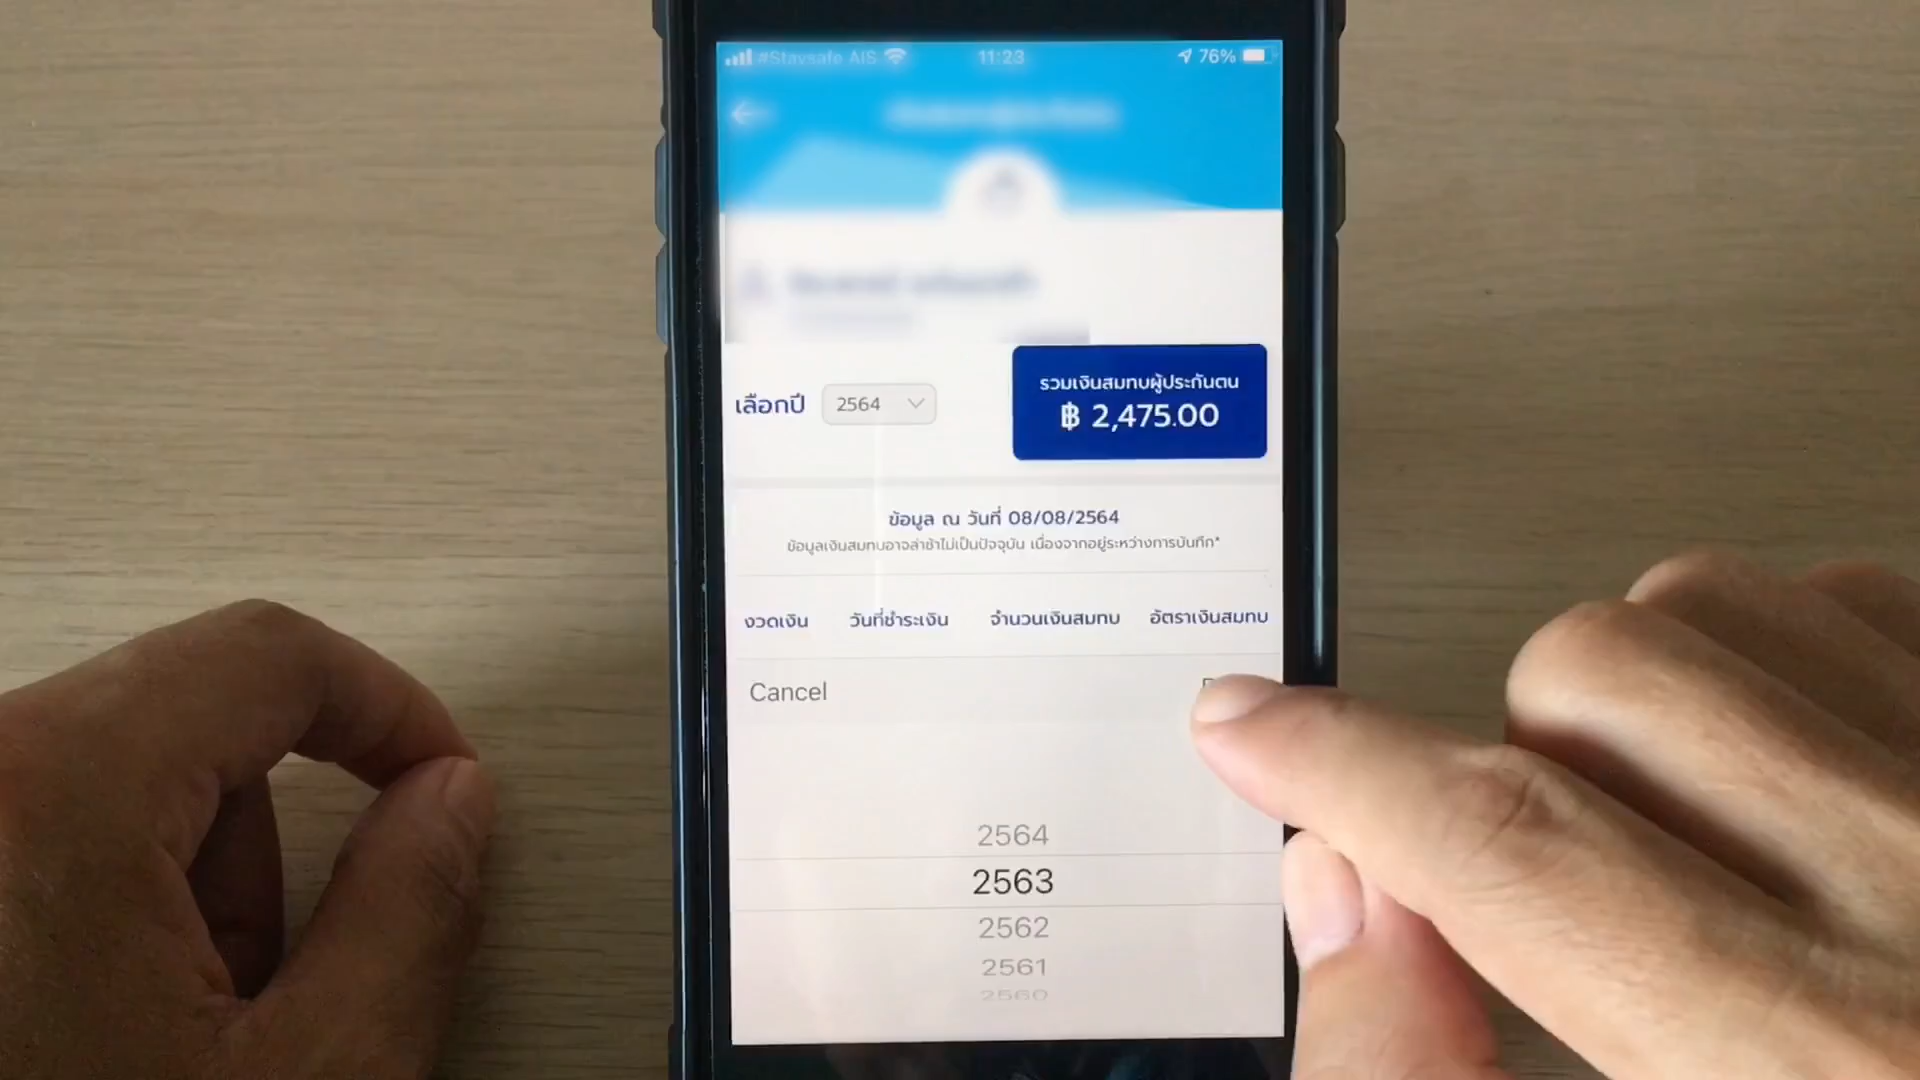 #Staysafe AIS 11:23 76%
เลือกปี 2564
รวมเงินสมทบผู้ประกันตน
฿ 2,475.00
ข้อมูล ณ วันที่ 08/08/2564
ข้อมูลเงินสมทบอาจล่าช้าไม่เป็นปัจจุบัน เนื่องจากอยู่ระหว่างการบันทึก*
งวดเงิน วันที่ชำระเงิน จำนวนเงินสมทบ อัตราเงินสมทบ
Cancel
2564
2563
2562
2561
2560